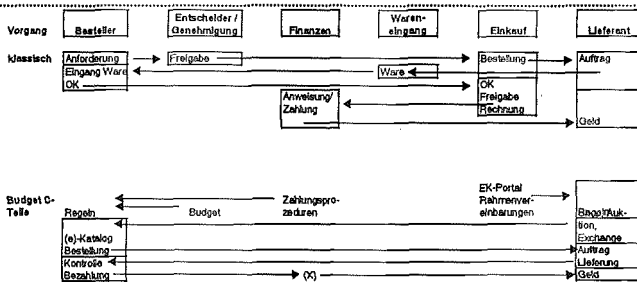 Vorgang Besteller Entscheider / Genehmigung Finanzen Waren- eingang Einkauf Lieferant
klassisch Anforderung Freigabe Bestellung Auftrag
Eingang Ware Ware
OK OK
Anweisung/ Freigabe
Zahlung Rechnung
Geld
EK-Portal
Budget C- Zahlungspro- Rahmenver-
Teile Regeln Budget zeduren einbarungen
tion,
(e)-Katalog Exchange
Bestellung Auftrag
Kontrolle Lieferung
Bezahlung (X) Geld